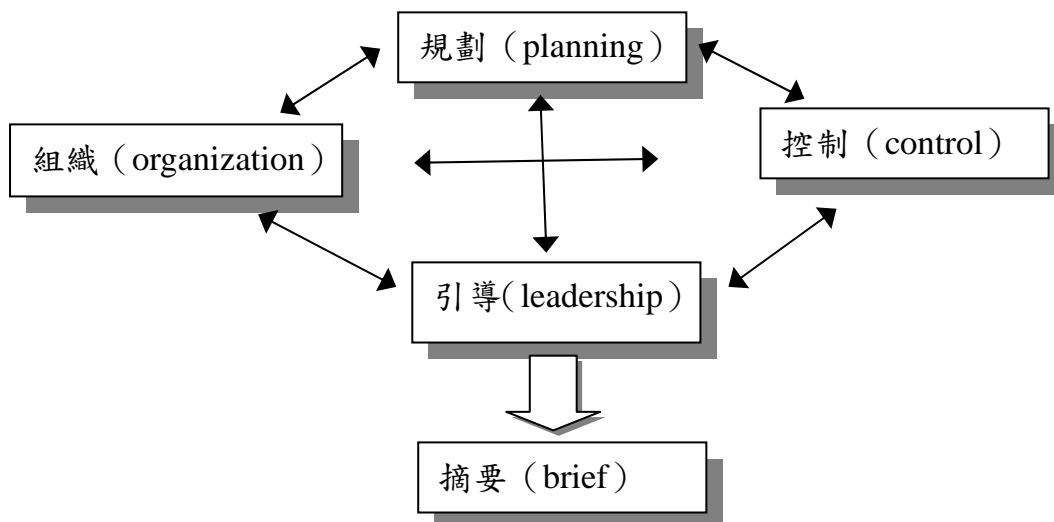 規劃（planning）
組織（organization）
控制（control）
引導（leadership）
摘要（brief）